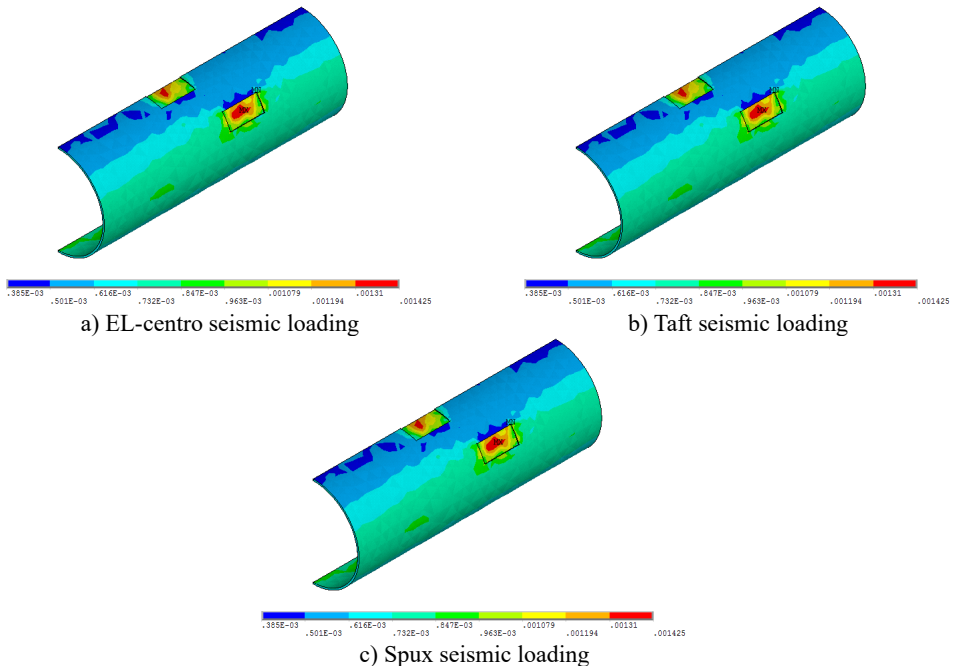 .385E-03 .616E-03 .847E-03 .001079 .00131
.501E-03 .732E-03 .963E-03 .001194 .001425
a) EL-centro seismic loading
.385E-03 .616E-03 .847E-03 .001079 .00131
.501E-03 .732E-03 .963E-03 .001194 .001425
b) Taft seismic loading
.385E-03 .616E-03 .847E-03 .001079 .00131
.501E-03 .732E-03 .963E-03 .001194 .001425
c) Spux seismic loading